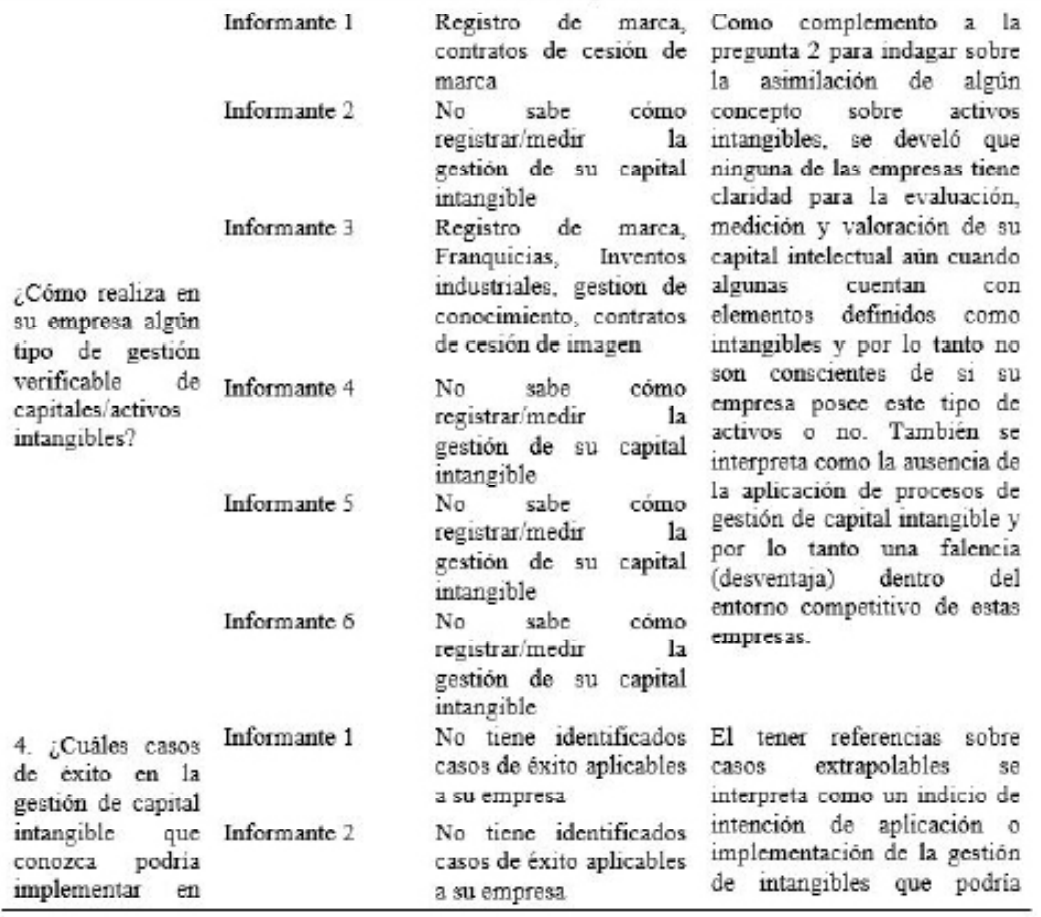 ¿Cómo realiza en
su empresa algún
tipo de gestión
verificable de
capitales/activos
intangibles?
Informante 1
Registro de marca,
contratos de cesión de
marca
Informante 2
No sabe cómo
registrar/medir la
gestión de su capital
intangible
Informante 3
Registro de marca,
Franquicias, Inventos
industriales, gestion de
conocimiento, contratos
de cesión de imagen
Informante 4
No sabe cómo
registrar/medir la
gestión de su capital
intangible
Informante 5
No sabe cómo
registrar/medir la
gestión de su capital
intangible
Informante 6
No sabe cómo
registrar/medir la
gestión de su capital
intangible
Como complemento a la
pregunta 2 para indagar sobre
la asimilación de algún
concepto sobre activos
intangibles, se develó que
ninguna de las empresas tiene
claridad para la evaluación,
medición y valoración de su
capital intelectual aún cuando
algunas cuentan con
elementos definidos como
intangibles y por lo tanto no
son conscientes de si su
empresa posee este tipo de
activos o no. También se
interpreta como la ausencia de
la aplicación de procesos de
gestión de capital intangible y
por lo tanto una falencia
(desventaja) dentro del
entorno competitivo de estas
empresas.
4. ¿Cuáles casos
de éxito en la
gestión de capital
intangible que
conozca podría
implementar en
Informante 1
No tiene identificados
casos de éxito aplicables
a su empresa
Informante 2
No tiene identificados
casos de éxito aplicables
a su empresa
El tener referencias sobre
casos extrapolables se
interpreta como un indicio de
intención de aplicación o
implementación de la gestión
de intangibles que podría